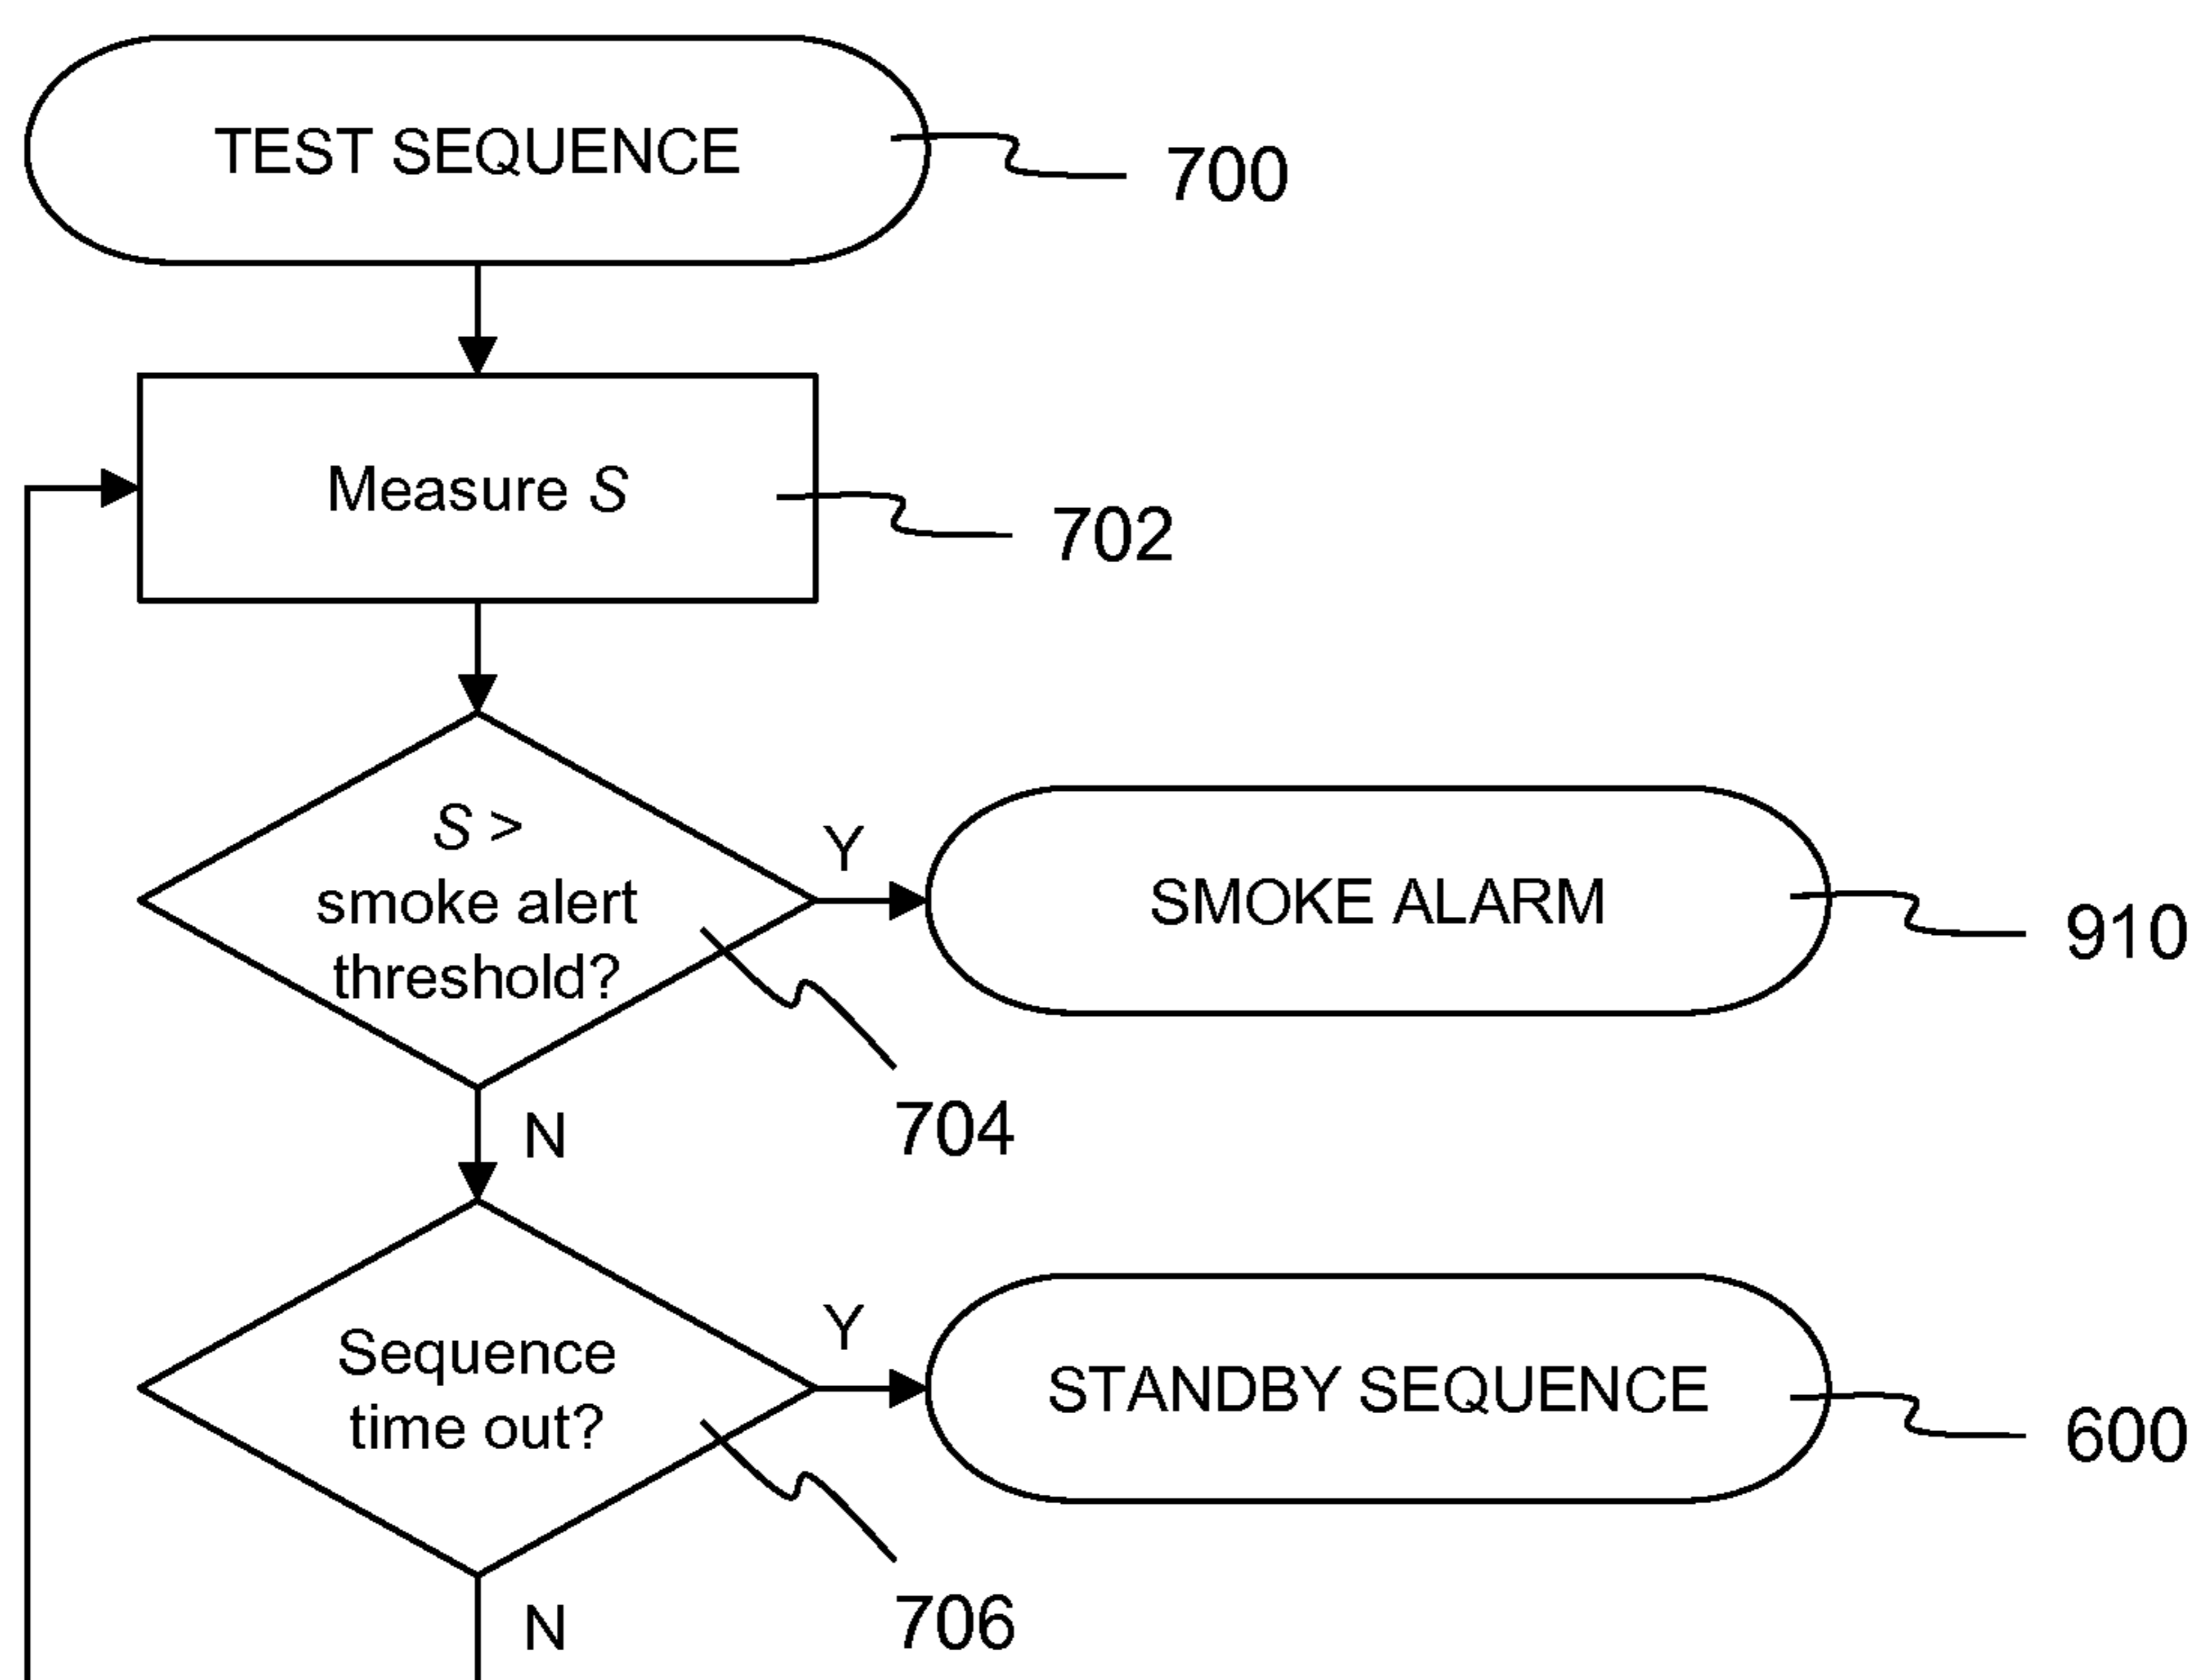 TEST SEQUENCE
700
Measure S
702
S >
smoke alert
threshold?
Y
SMOKE ALARM
910
704
N
Sequence
time out?
Y
STANDBY SEQUENCE
600
706
N